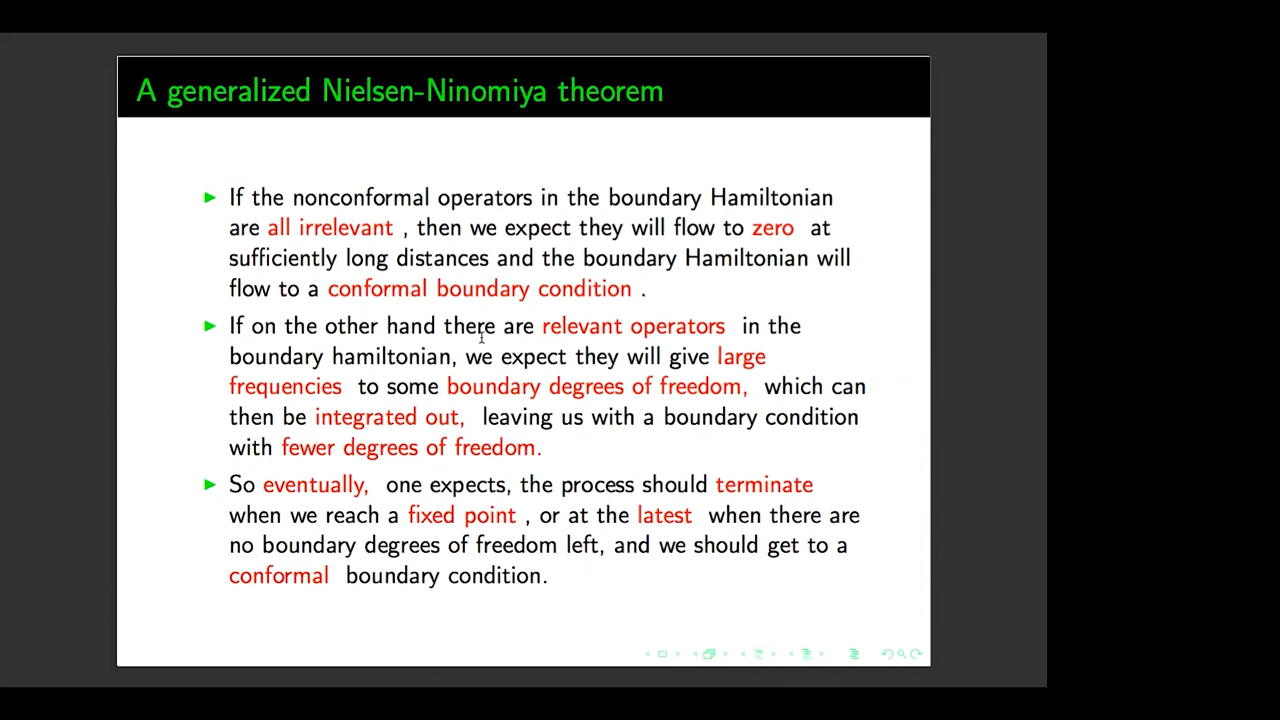 A generalized Nielsen-Ninomiya theorem
If the nonconformal operators in the boundary Hamiltonian
are all irrelevant , then we expect they will flow to zero at
sufficiently long distances and the boundary Hamiltonian will
flow to a conformal boundary condition .
If on the other hand there are relevant operators in the
boundary hamiltonian, we expect they will give large
frequencies to some boundary degrees of freedom, which can
then be integrated out, leaving us with a boundary condition
with fewer degrees of freedom.
So eventually, one expects, the process should terminate
when we reach a fixed point , or at the latest when there are
no boundary degrees of freedom left, and we should get to a
conformal boundary condition.